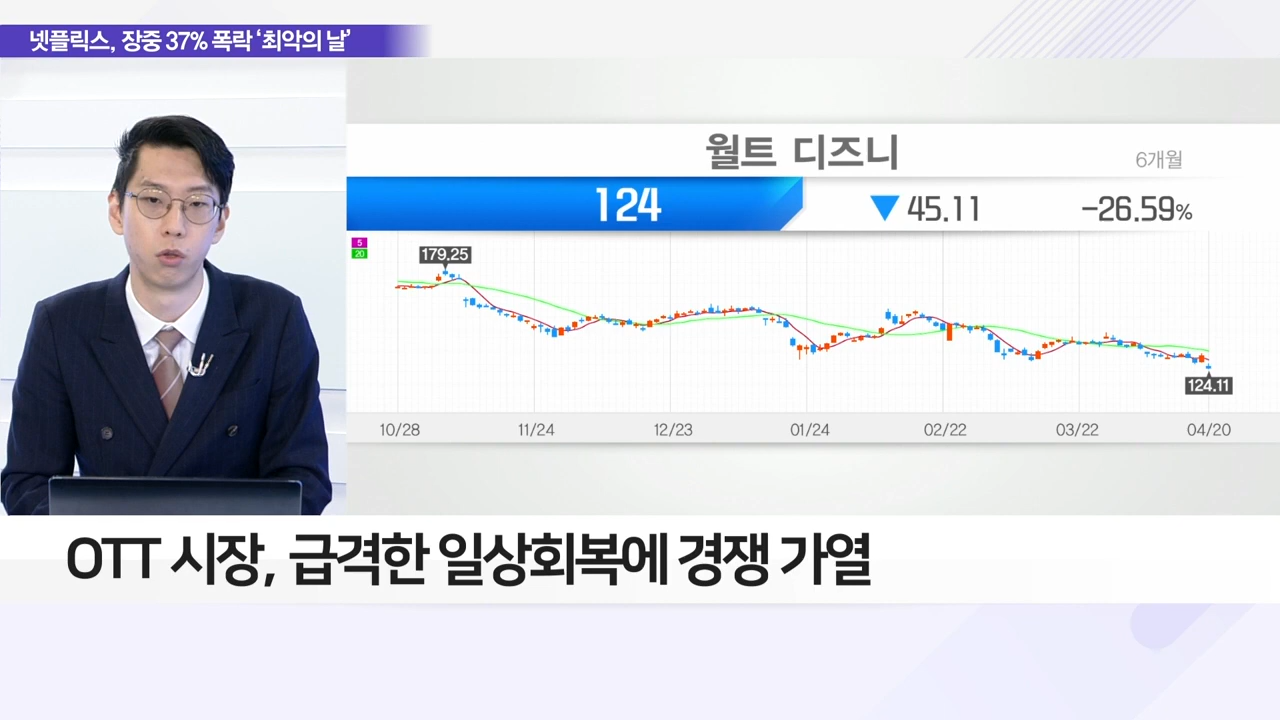 넷플릭스, 장중 37% 폭락 ‘최악의 날’
월트 디즈니
6개월
124 ▼ 45.11 -26.59%
5
20
179.25
124.11
10/28 11/24 12/23 01/24 02/22 03/22 04/20
OTT 시장, 급격한 일상회복에 경쟁 가열